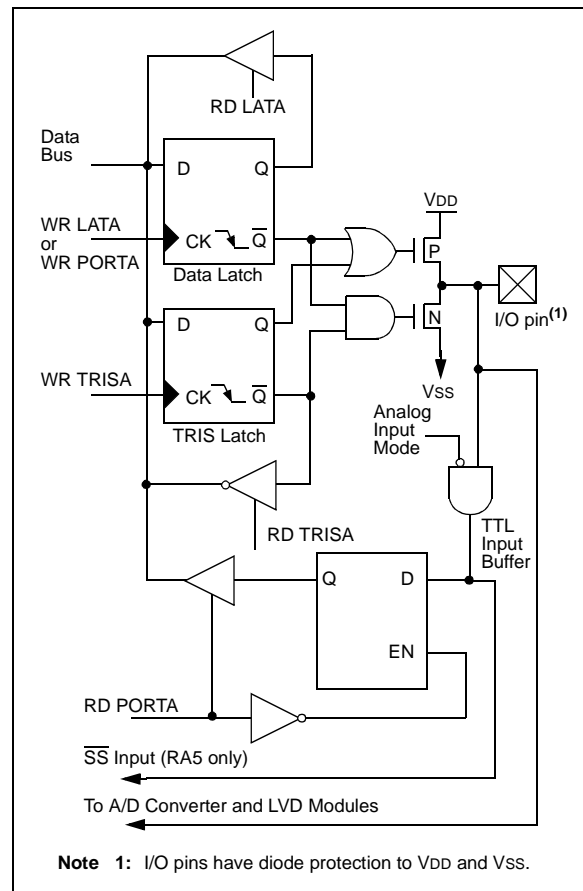 RD LATA
Data
Bus
D Q
WR LATA
or
WR PORTA
CK Q̅
Data Latch
VDD
P
N
I/O pin(1)
VSS
D Q
WR TRISA
CK Q̅
TRIS Latch
Analog
Input
Mode
TTL
Input
Buffer
RD TRISA
Q D
EN
RD PORTA
S̅S̅ Input (RA5 only)
To A/D Converter and LVD Modules
Note 1: I/O pins have diode protection to VDD and VSS.